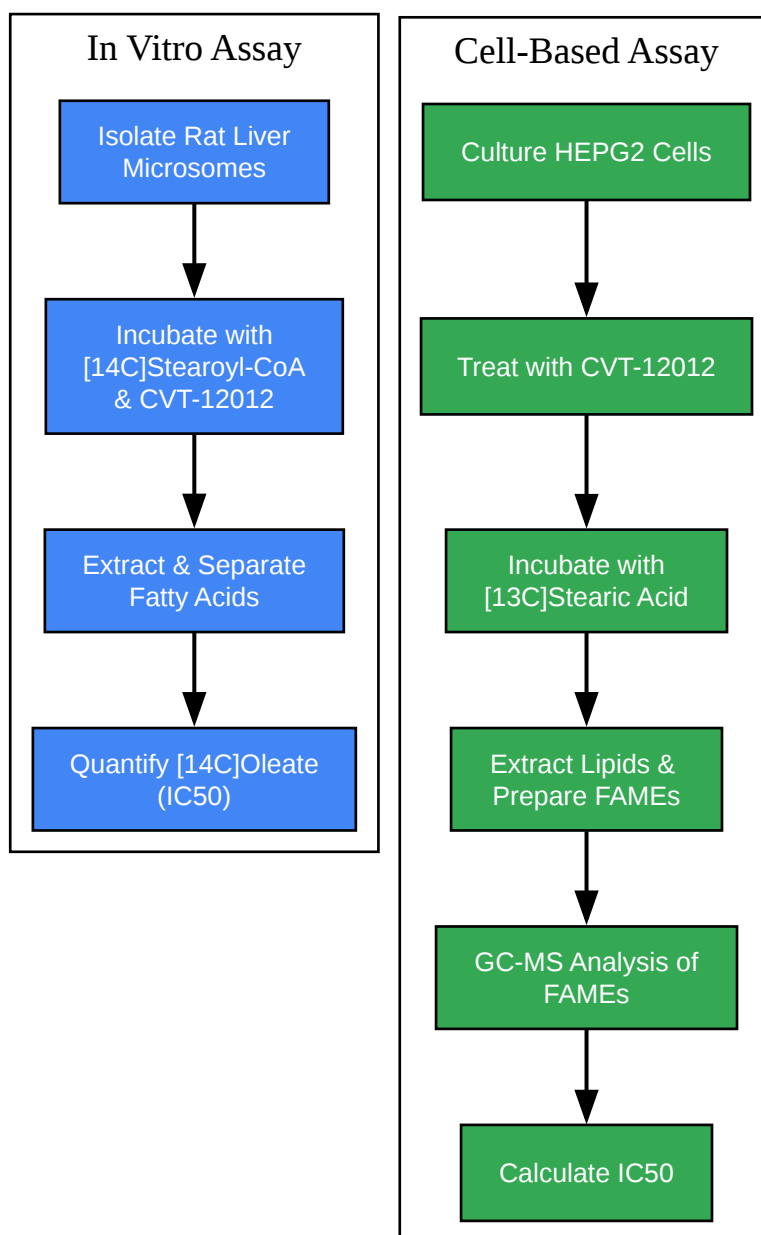 In Vitro Assay
Isolate Rat Liver
Microsomes
Incubate with
[14C]Stearoyl-CoA
& CVT-12012
Extract & Separate
Fatty Acids
Quantify [14C]Oleate
(IC50)
Cell-Based Assay
Culture HEPG2 Cells
Treat with CVT-12012
Incubate with
[13C]Stearic Acid
Extract Lipids &
Prepare FAMEs
GC-MS Analysis of
FAMEs
Calculate IC50